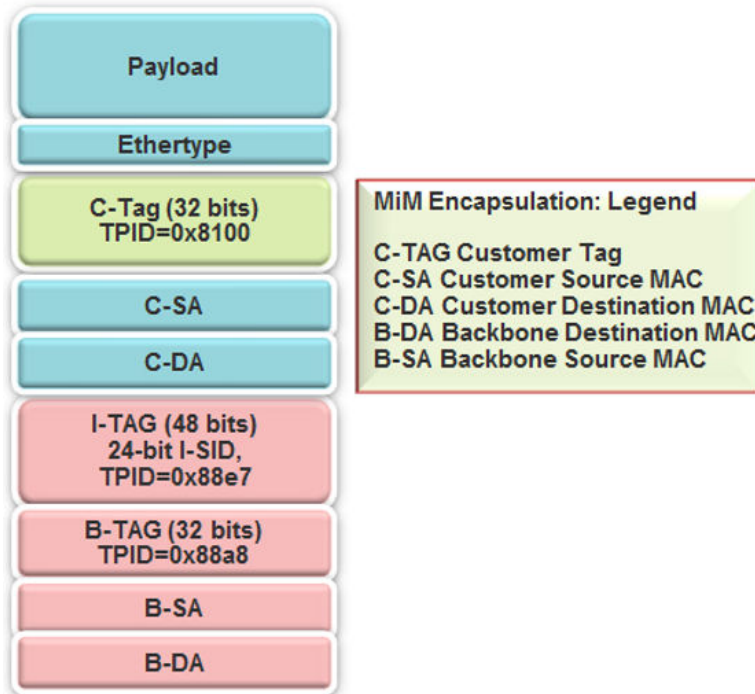 Payload
Ethertype
C-Tag (32 bits)
TPID=0x8100
C-SA
C-DA
I-TAG (48 bits)
24-bit I-SID,
TPID=0x88e7
B-TAG (32 bits)
TPID=0x88a8
B-SA
B-DA
MiM Encapsulation: Legend
C-TAG Customer Tag
C-SA Customer Source MAC
C-DA Customer Destination MAC
B-DA Backbone Destination MAC
B-SA Backbone Source MAC